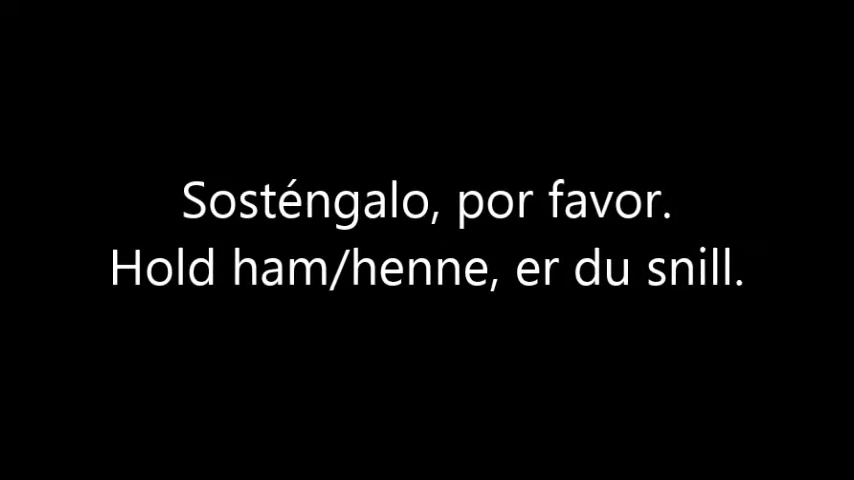 Sosténgalo, por favor.
Hold ham/henne, er du snill.